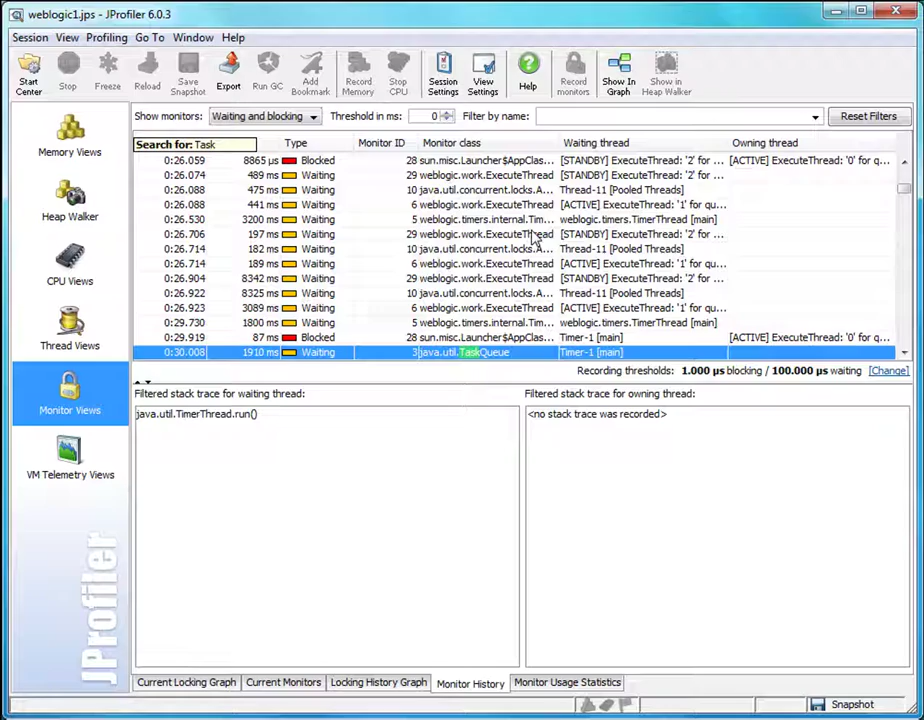 weblogic1.jps - JProfiler 6.0.3
Session View Profiling Go To Window Help
Start Center
Stop
Freeze
Reload
Save Snapshot
Export
Run GC
Add Bookmark
Record Memory
Stop CPU
Session Settings
View Settings
Help
Record monitors
Show In Graph
Show in Heap Walker
Show monitors: Waiting and blocking Threshold in ms: 0 Filter by name: Reset Filters
Search for: Task Type Monitor ID Monitor class Waiting thread Owning thread
0:26.059 8865 µs Blocked 28 sun.misc.Launcher$AppClas... [STANDBY] ExecuteThread: '2' for ... [ACTIVE] ExecuteThread: '0' for q...
0:26.074 489 ms Waiting 29 weblogic.work.ExecuteThread [STANDBY] ExecuteThread: '2' for ...
0:26.088 475 ms Waiting 10 java.util.concurrent.locks.A... Thread-11 [Pooled Threads]
0:26.088 441 ms Waiting 6 weblogic.work.ExecuteThread [ACTIVE] ExecuteThread: '1' for qu...
0:26.530 3200 ms Waiting 5 weblogic.timers.internal.Tim... weblogic.timers.TimerThread [main]
0:26.706 197 ms Waiting 29 weblogic.work.ExecuteThread [STANDBY] ExecuteThread: '2' for ...
0:26.714 182 ms Waiting 10 java.util.concurrent.locks.A... Thread-11 [Pooled Threads]
0:26.714 189 ms Waiting 6 weblogic.work.ExecuteThread [ACTIVE] ExecuteThread: '1' for qu...
0:26.904 8342 ms Waiting 29 weblogic.work.ExecuteThread [STANDBY] ExecuteThread: '2' for ...
0:26.922 8325 ms Waiting 10 java.util.concurrent.locks.A... Thread-11 [Pooled Threads]
0:26.923 3089 ms Waiting 6 weblogic.work.ExecuteThread [ACTIVE] ExecuteThread: '1' for qu...
0:29.730 1800 ms Waiting 5 weblogic.timers.internal.Tim... weblogic.timers.TimerThread [main]
0:29.919 87 ms Blocked 28 sun.misc.Launcher$AppClas... Timer-1 [main] [ACTIVE] ExecuteThread: '0' for qu...
0:30.008 1910 ms Waiting 3 java.util.TaskQueue Timer-1 [main]
Recording thresholds: 1.000 µs blocking / 100.000 µs waiting [Change]
Memory Views
Heap Walker
CPU Views
Thread Views
Monitor Views
VM Telemetry Views
JProfiler
Filtered stack trace for waiting thread:
java.util.TimerThread.run()
Filtered stack trace for owning thread:
<no stack trace was recorded>
Current Locking Graph Current Monitors Locking History Graph Monitor History Monitor Usage Statistics
Snapshot